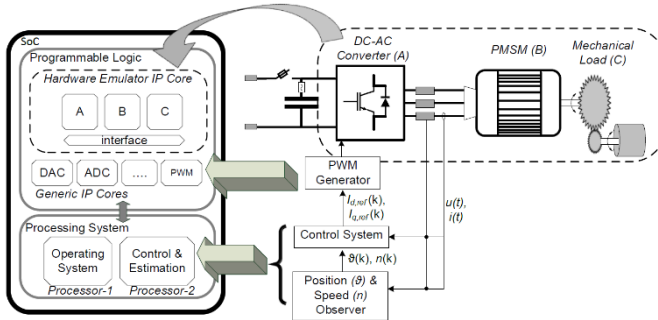 SoC
Programmable Logic
Hardware Emulator IP Core
A
B
C
interface
DAC
ADC
....
PWM
Generic IP Cores
Processing System
Operating
System
Control &
Estimation
Processor-1
Processor-2
DC-AC
Converter (A)
PMSM (B)
Mechanical
Load (C)
PWM
Generator
Id,ref(k),
Iq,ref(k)
u(t),
i(t)
Control System
ϑ(k), n(k)
Position (ϑ) &
Speed (n)
Observer